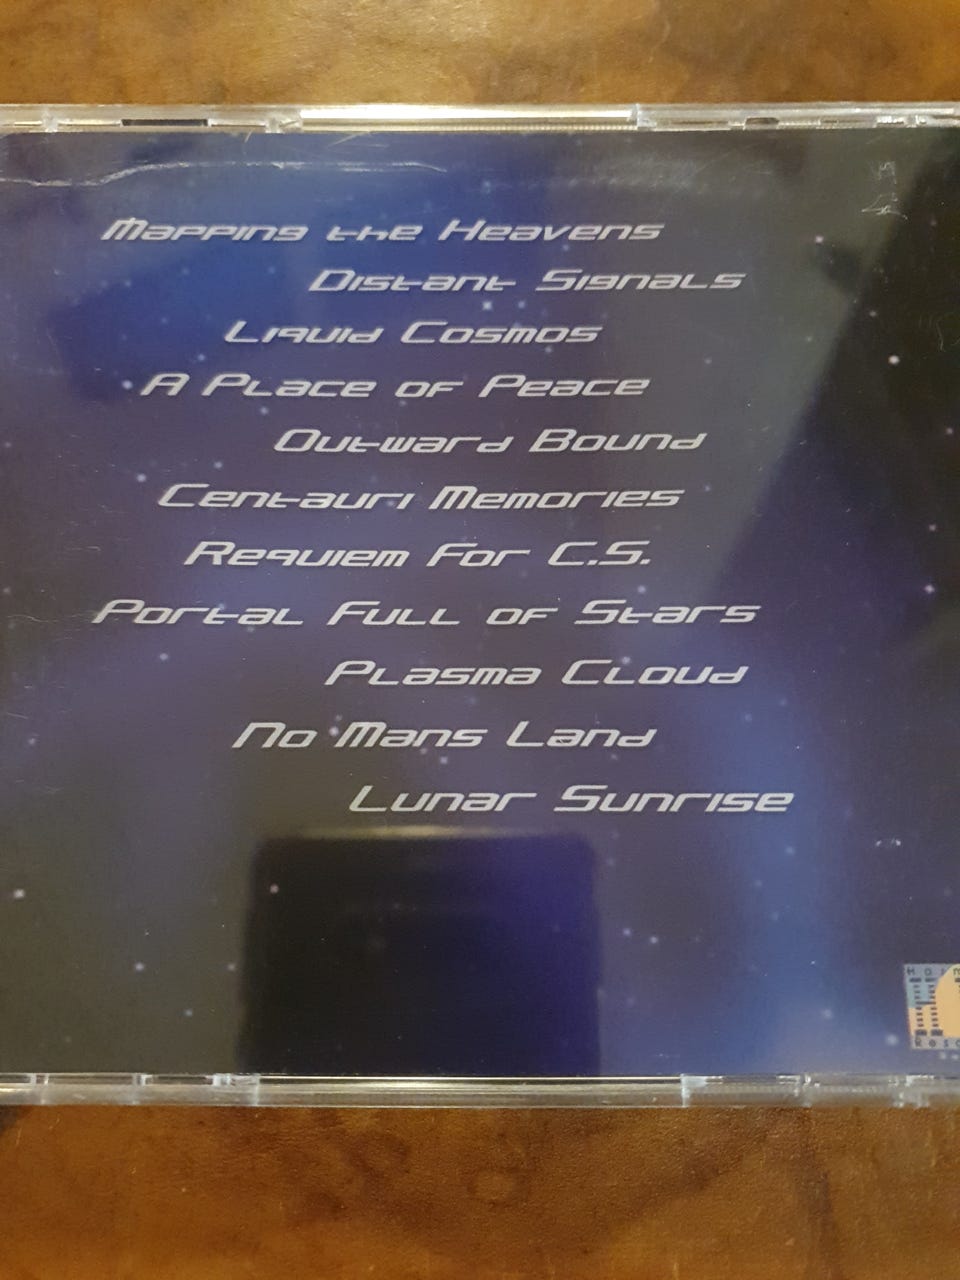 Mapping the Heavens
Distant Signals
Liquid Cosmos
A Place of Peace
Outward Bound
Centauri Memories
Requiem For C.S.
Portal Full of Stars
Plasma Cloud
No Mans Land
Lunar Sunrise